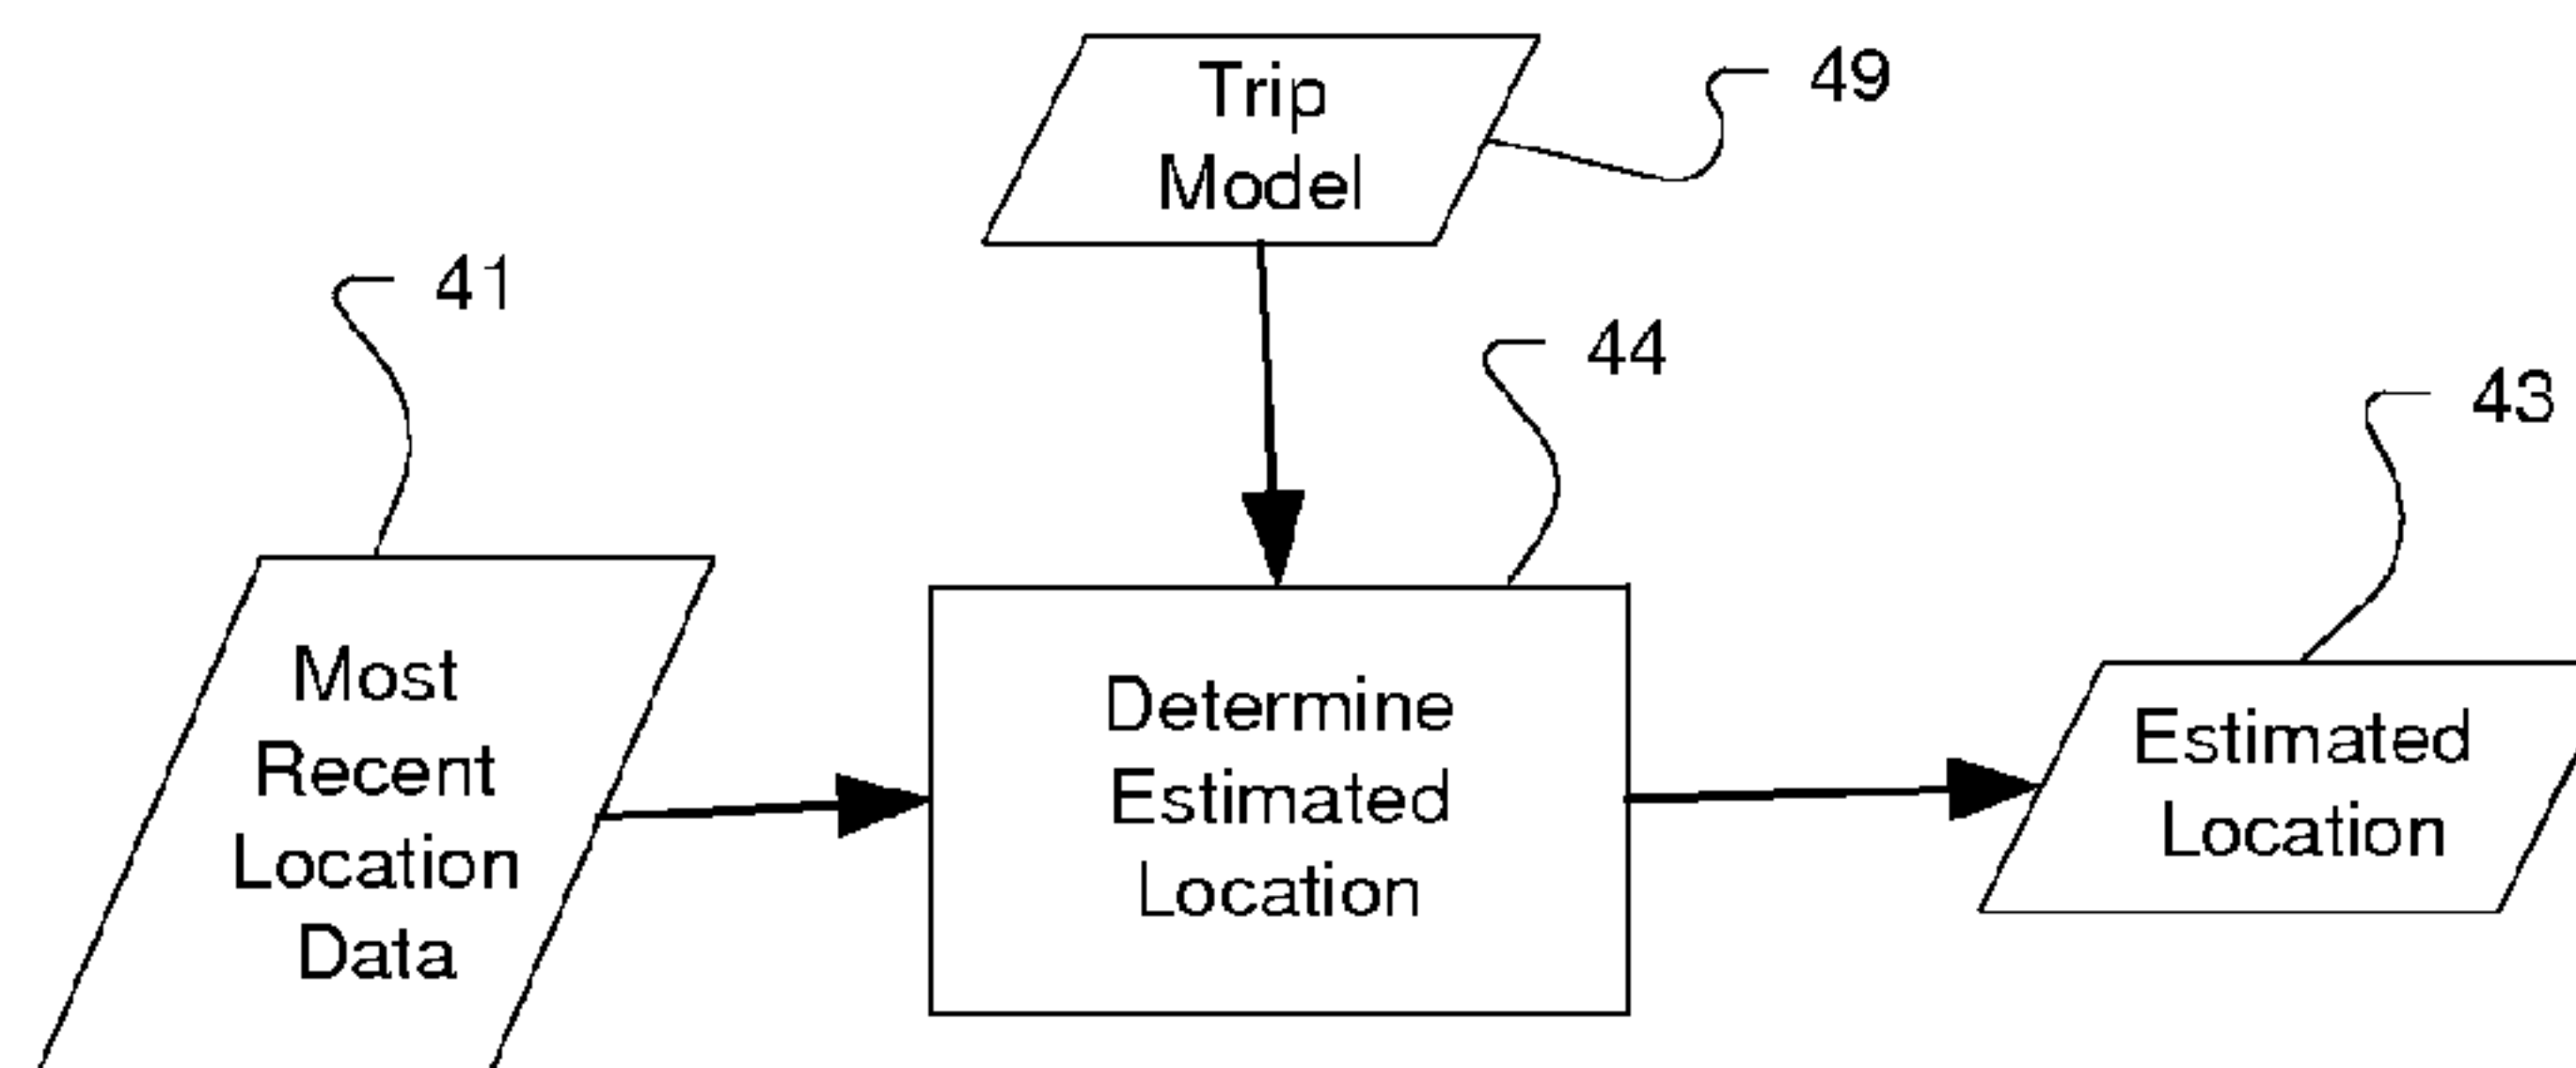 Trip
Model
49
41
44
43
Most
Recent
Location
Data
Determine
Estimated
Location
Estimated
Location